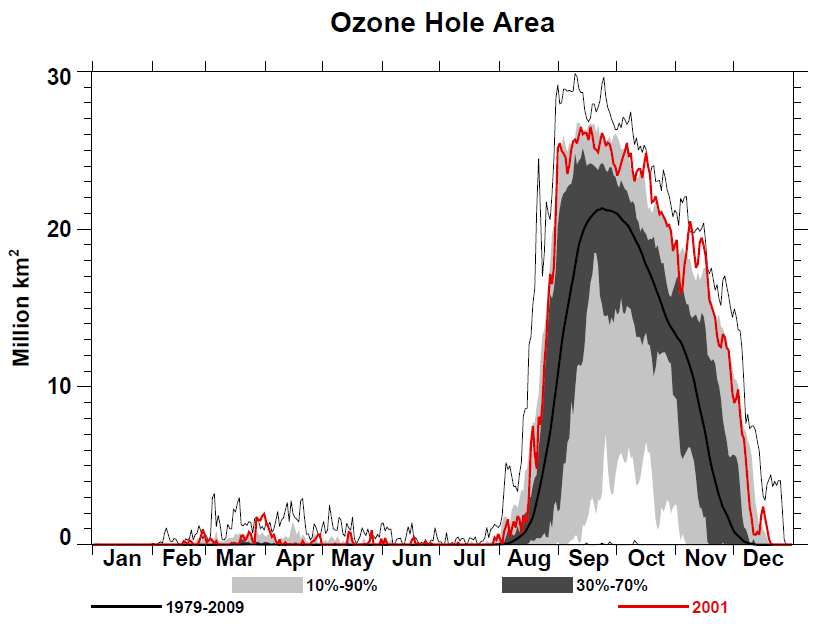 Ozone Hole Area
Million km²
30
20
10
0
Jan Feb Mar Apr May Jun Jul Aug Sep Oct Nov Dec
10%-90% 30%-70%
1979-2009 2001